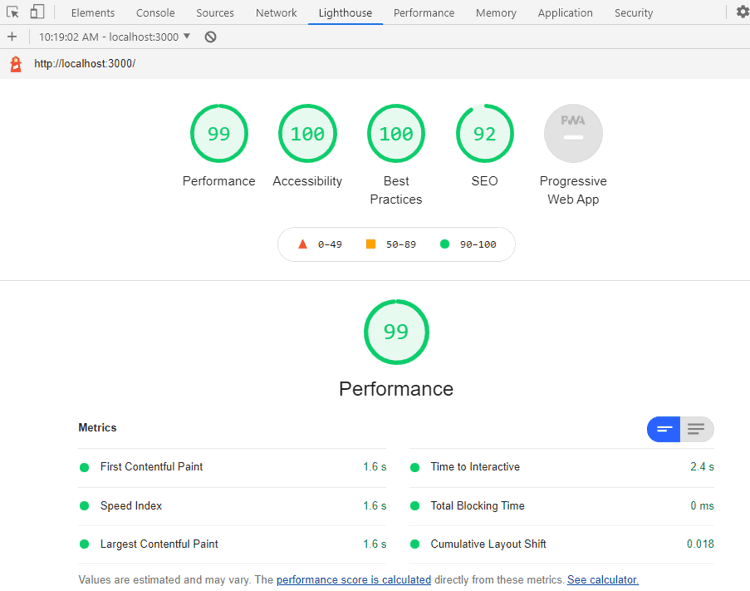 Elements Console Sources Network Lighthouse Performance Memory Application Security
+ 10:19:02 AM - localhost:3000 ▼
http://localhost:3000/
99 100 100 92 PWA
Performance Accessibility Best Practices SEO Progressive Web App
0–49 50–89 90–100
99
Performance
Metrics
First Contentful Paint 1.6 s Time to Interactive 2.4 s
Speed Index 1.6 s Total Blocking Time 0 ms
Largest Contentful Paint 1.6 s Cumulative Layout Shift 0.018
Values are estimated and may vary. The performance score is calculated directly from these metrics. See calculator.